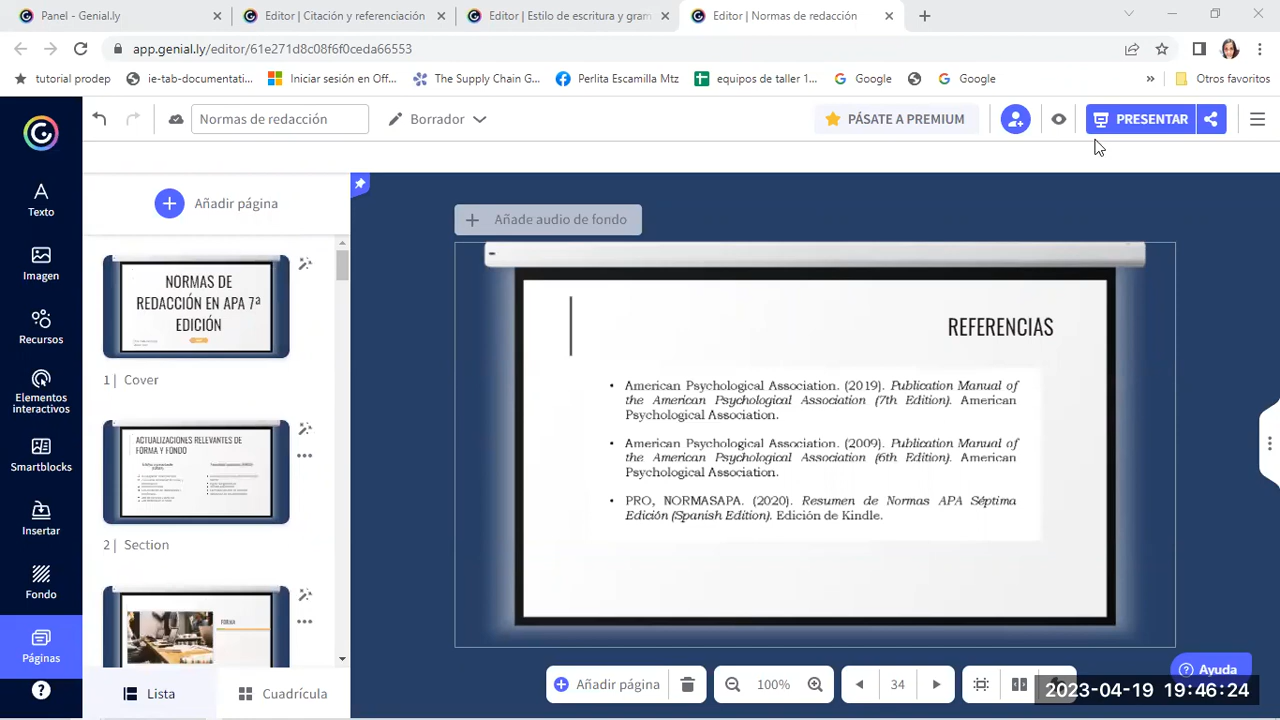 Panel - Genial.ly
Editor | Citación y referenciación
Editor | Estilo de escritura y gram
Editor | Normas de redacción
app.genial.ly/editor/61e271d8c08f6f0ceda66553
tutorial prodep
ie-tab-documentati...
Iniciar sesión en Off...
The Supply Chain G...
Perlita Escamilla Mtz
equipos de taller 1...
Google
Google
»
Otros favoritos
Normas de redacción
Borrador
PÁSATE A PREMIUM
PRESENTAR
Texto
Imagen
Recursos
Elementos
interactivos
Smartblocks
Insertar
Fondo
Páginas
Añadir página
NORMAS DE
REDACCIÓN EN APA 7ª
EDICIÓN
1 | Cover
ACTUALIZACIONES RELEVANTES DE
FORMA Y FONDO
2 | Section
FORMA
Lista
Cuadrícula
Añade audio de fondo
REFERENCIAS
• American Psychological Association. (2019). Publication Manual of
the American Psychological Association (7th Edition). American
Psychological Association.
• American Psychological Association. (2009). Publication Manual of
the American Psychological Association (6th Edition). American
Psychological Association.
• PRO, NORMASAPA. (2020). Resumen de Normas APA Séptima
Edición (Spanish Edition). Edición de Kindle.
Añadir página
100%
34
Ayuda
2023-04-19 19:46:24